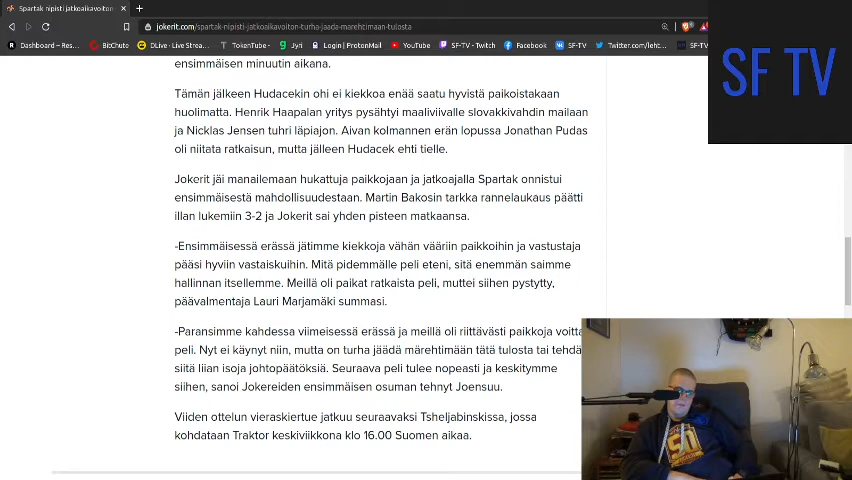 Spartak nipisti jatkoaikavoiton
jokerit.com/spartak-nipisti-jatkoaikavoiton-turha-jaada-marehtimaan-tulosta
Dashboard – Res...
BitChute
DLive · Live Strea...
TokenTube -
Jyri
Login | ProtonMail
YouTube
SF-TV - Twitch
Facebook
SF-TV
Twitter.com/leht...
SF-TV
ensimmäisen minuutin aikana.
Tämän jälkeen Hudacekin ohi ei kiekkoa enää saatu hyvistä paikoistakaan
huolimatta. Henrik Haapalan yritys pysähtyi maaliviivalle slovakkivahdin mailaan
ja Nicklas Jensen tuhri läpiajon. Aivan kolmannen erän lopussa Jonathan Pudas
oli niitata ratkaisun, mutta jälleen Hudacek ehti tielle.
Jokerit jäi manailemaan hukattuja paikkojaan ja jatkoajalla Spartak onnistui
ensimmäisestä mahdollisuudestaan. Martin Bakosin tarkka rannelaukaus päätti
illan lukemiin 3-2 ja Jokerit sai yhden pisteen matkaansa.
-Ensimmäisessä erässä jätimme kiekkoja vähän vääriin paikkoihin ja vastustaja
pääsi hyviin vastaiskuihin. Mitä pidemmälle peli eteni, sitä enemmän saimme
hallinnan itsellemme. Meillä oli paikat ratkaista peli, muttei siihen pystytty,
päävalmentaja Lauri Marjamäki summasi.
-Paransimme kahdessa viimeisessä erässä ja meillä oli riittävästi paikkoja voitta
peli. Nyt ei käynyt niin, mutta on turha jäädä märehtimään tätä tulosta tai tehdä
siitä liian isoja johtopäätöksiä. Seuraava peli tulee nopeasti ja keskitymme
siihen, sanoi Jokereiden ensimmäisen osuman tehnyt Joensuu.
Viiden ottelun vieraskiertue jatkuu seuraavaksi Tsheljabinskissa, jossa
kohdataan Traktor keskiviikkona klo 16.00 Suomen aikaa.
SF TV